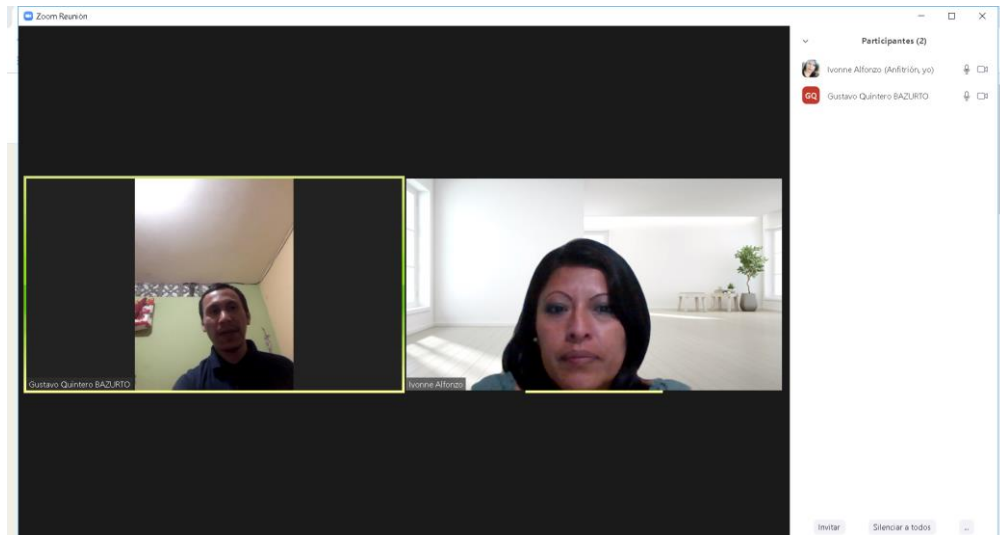 Zoom Reunión
Participantes (2)
Ivonne Alfonzo (Anfitrión, yo)
GQ
Gustavo Quintero BAZURTO
Gustavo Quintero BAZURTO
Ivonne Alfonzo
Invitar
Silenciar a todos
...